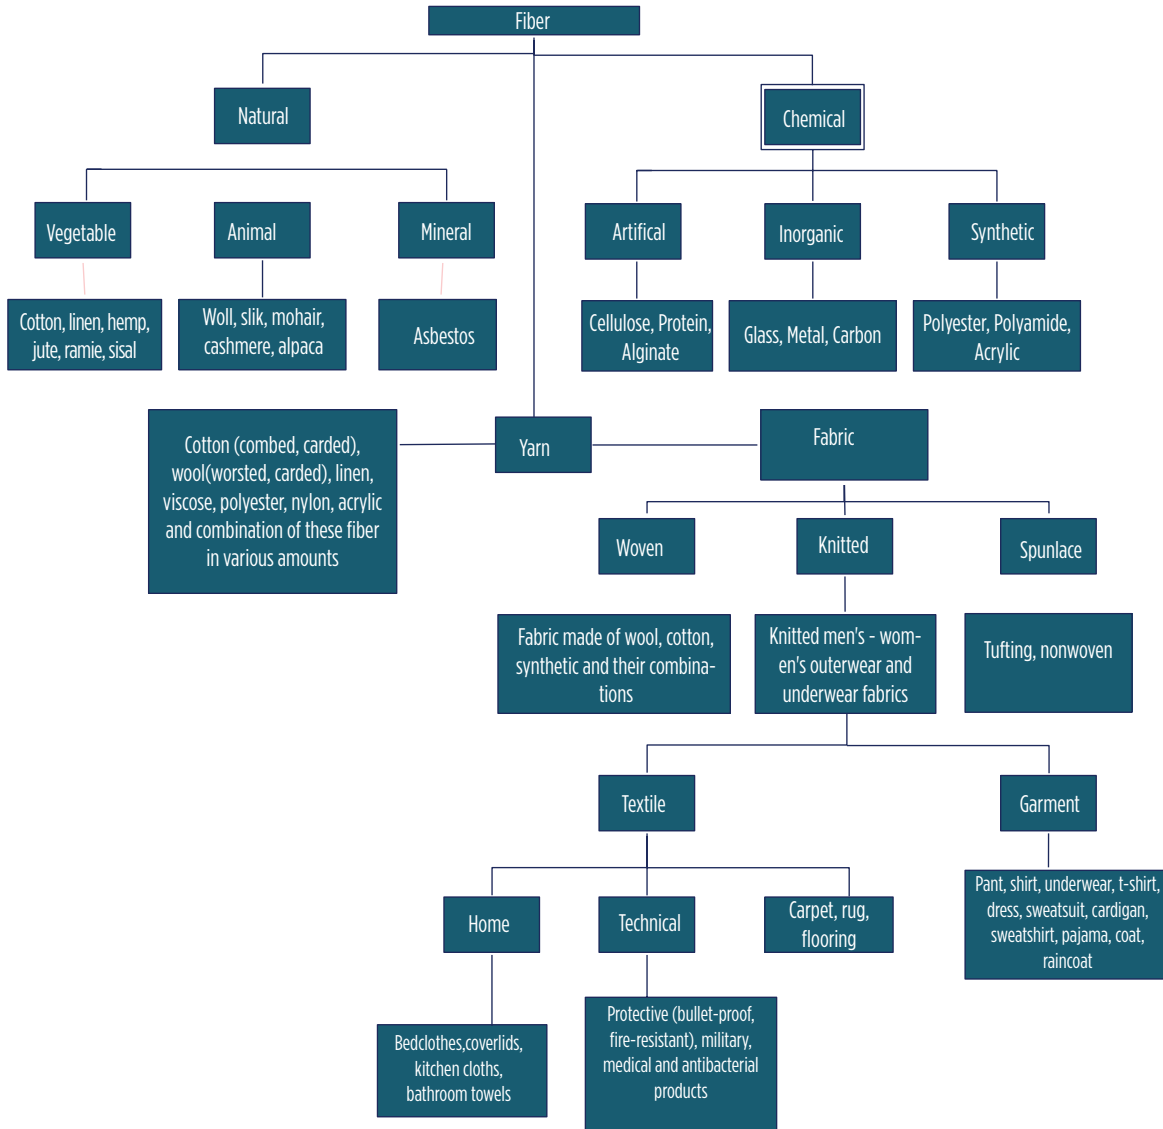 Fiber
Natural
Chemical
Vegetable
Animal
Mineral
Artifical
Inorganic
Synthetic
Cotton, linen, hemp,
jute, ramie, sisal
Woll, slik, mohair,
cashmere, alpaca
Asbestos
Cellulose, Protein,
Alginate
Glass, Metal, Carbon
Polyester, Polyamide,
Acrylic
Cotton (combed, carded),
wool(worsted, carded), linen,
viscose, polyester, nylon, acrylic
and combination of these fiber
in various amounts
Yarn
Fabric
Woven
Knitted
Spunlace
Fabric made of wool, cotton,
synthetic and their combina-
tions
Knitted men's - wom-
en's outerwear and
underwear fabrics
Tufting, nonwoven
Textile
Garment
Home
Technical
Carpet, rug,
flooring
Pant, shirt, underwear, t-shirt,
dress, sweatsuit, cardigan,
sweatshirt, pajama, coat,
raincoat
Bedclothes,coverlids,
kitchen cloths,
bathroom towels
Protective (bullet-proof,
fire-resistant), military,
medical and antibacterial
products